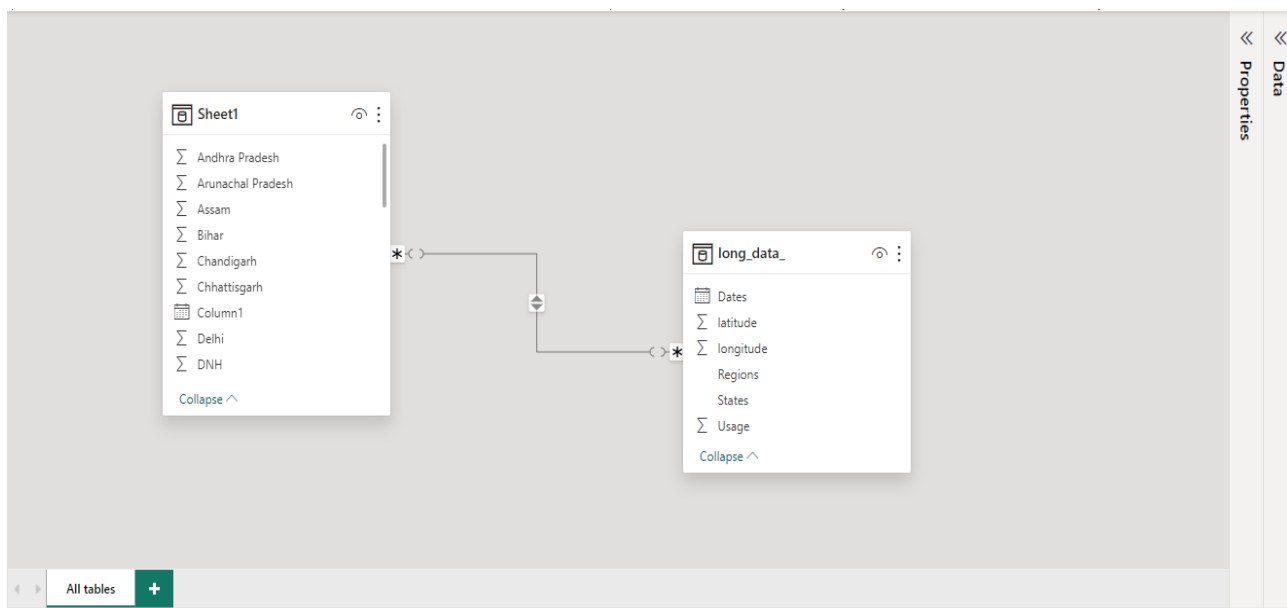 Sheet1
Andhra Pradesh
Arunachal Pradesh
Assam
Bihar
Chandigarh
Chhattisgarh
Column1
Delhi
DNH
Collapse
long_data_
Dates
latitude
longitude
Regions
States
Usage
Collapse
Properties
Data
All tables